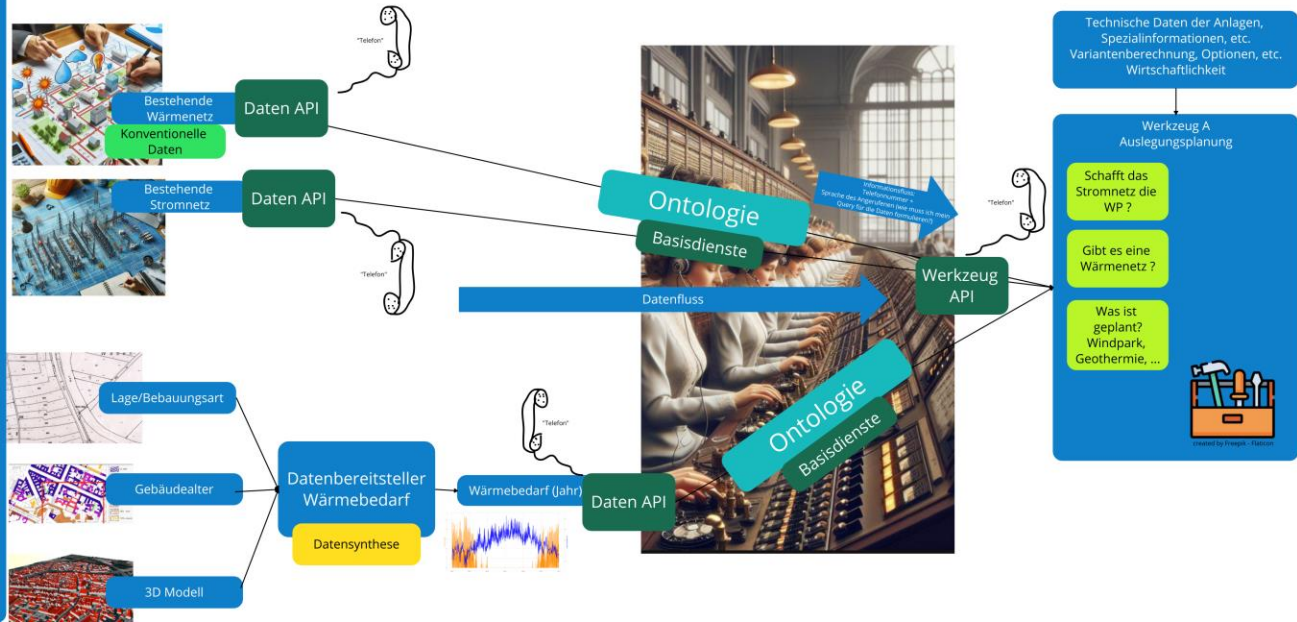 "Telefon"
Bestehende
Wärmenetz
Konventionelle
Daten
Daten API
Bestehende
Stromnetz
Daten API
"Telefon"
Ontologie
Basisdienste
Informationsfluss:
Telefonnummer +
Sprache des Angerufenen (wie muss ich mein
Query für die Daten formulieren?)
Datenfluss
"Telefon"
Werkzeug
API
Technische Daten der Anlagen,
Spezialinformationen, etc.
Variantenberechnung, Optionen, etc.
Wirtschaftlichkeit
Werkzeug A
Auslegungsplanung
Schafft das
Stromnetz die
WP ?
Gibt es eine
Wärmenetz ?
Was ist
geplant?
Windpark,
Geothermie, ...
created by Freepik - Flaticon
Lage/Bebauungsart
Gebäudealter
3D Modell
Datenbereitsteller
Wärmebedarf
Datensynthese
Wärmebedarf (Jahr)
"Telefon"
Daten API
Ontologie
Basisdienste